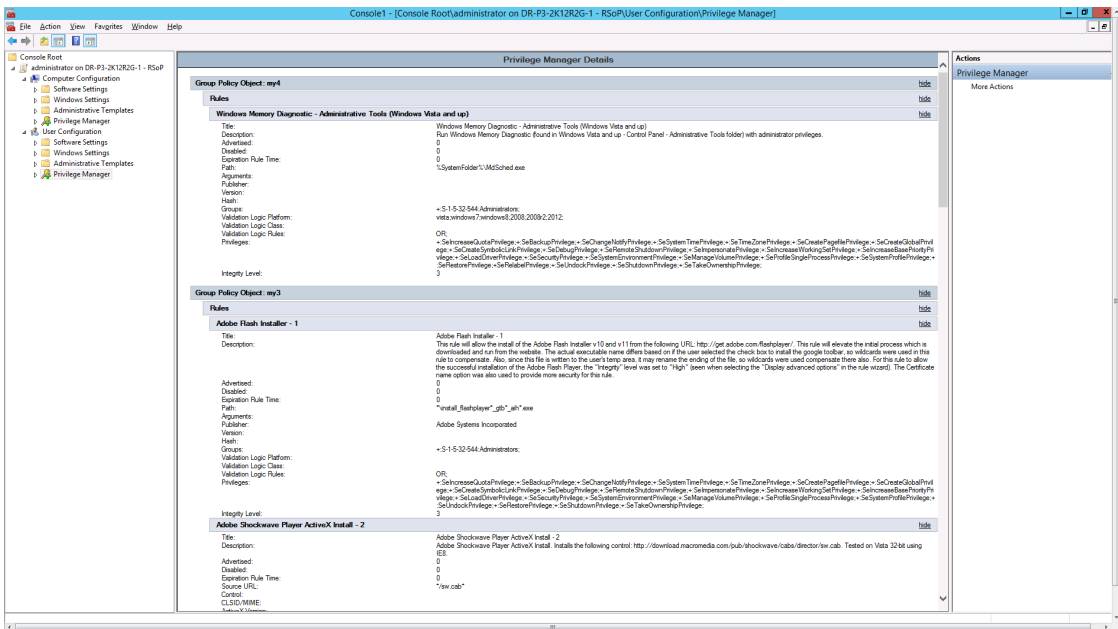 Console1 - [Console Root\administrator on DR-P3-2K12R2G-1 - RSoP\User Configuration\Privilege Manager]
File Action View Favorites Window Help
Console Root
administrator on DR-P3-2K12R2G-1 - RSoP
Computer Configuration
Software Settings
Windows Settings
Administrative Templates
Privilege Manager
User Configuration
Software Settings
Windows Settings
Administrative Templates
Privilege Manager
Privilege Manager Details
Group Policy Object: my4 hide
Rules hide
Windows Memory Diagnostic - Administrative Tools (Windows Vista and up) hide
Title: Windows Memory Diagnostic - Administrative Tools (Windows Vista and up)
Description: Run Windows Memory Diagnostic (found in Windows Vista and up - Control Panel - Administrative Tools folder) with administrator privileges.
Advertised: 0
Disabled: 0
Expiration Rule Time: 0
Path: %SystemFolder%\MdSched.exe
Arguments:
Publisher:
Version:
Hash:
Groups: +:S-1-5-32-544:Administrators;
Validation Logic Platform: vista;windows7;windows8;2008;2008r2;2012;
Validation Logic Class:
Validation Logic Rules: OR;
Privileges: +:SeIncreaseQuotaPrivilege;+:SeBackupPrivilege;+:SeChangeNotifyPrivilege;+:SeSystemTimePrivilege;+:SeTimeZonePrivilege;+:SeCreatePagefilePrivilege;+:SeCreateGlobalPrivil
ege;+:SeCreateSymbolicLinkPrivilege;+:SeDebugPrivilege;+:SeRemoteShutdownPrivilege;+:SeImpersonatePrivilege;+:SeIncreaseWorkingSetPrivilege;+:SeIncreaseBasePriorityPri
vilege;+:SeLoadDriverPrivilege;+:SeSecurityPrivilege;+:SeSystemEnvironmentPrivilege;+:SeManageVolumePrivilege;+:SeProfileSingleProcessPrivilege;+:SeSystemProfilePrivilege;+
:SeRestorePrivilege;+SeRelabelPrivilege;+:SeUndockPrivilege;+:SeShutdownPrivilege;+:SeTakeOwnershipPrivilege;
Integrity Level: 3
Group Policy Object: my3 hide
Rules hide
Adobe Flash Installer - 1 hide
Title: Adobe Flash Installer - 1
Description: This rule will allow the install of the Adobe Flash Installer v10 and v11 from the following URL: http://get.adobe.com/flashplayer/. This rule will elevate the initial process which is
downloaded and run from the website. The actual executable name differs based on if the user selected the check box to install the google toolbar, so wildcards were used in this
rule to compensate. Also, since this file is written to the user's temp area, it may rename the ending of the file, so wildcards were used compensate there also. For this rule to allow
the successful installation of the Adobe Flash Player, the "Integrity" level was set to "High" (seen when selecting the "Display advanced options" in the rule wizard). The Certificate
name option was also used to provide more security for this rule.
Advertised: 0
Disabled: 0
Expiration Rule Time: 0
Path: *\install_flashplayer*_gtb*_aih*.exe
Arguments:
Publisher: Adobe Systems Incorporated
Version:
Hash:
Groups: +:S-1-5-32-544:Administrators;
Validation Logic Platform:
Validation Logic Class:
Validation Logic Rules: OR;
Privileges: +:SeIncreaseQuotaPrivilege;+:SeBackupPrivilege;+:SeChangeNotifyPrivilege;+:SeSystemTimePrivilege;+:SeTimeZonePrivilege;+:SeCreatePagefilePrivilege;+:SeCreateGlobalPrivil
ege;+:SeCreateSymbolicLinkPrivilege;+:SeDebugPrivilege;+:SeRemoteShutdownPrivilege;+:SeImpersonatePrivilege;+:SeIncreaseWorkingSetPrivilege;+:SeIncreaseBasePriorityPri
vilege;+:SeLoadDriverPrivilege;+:SeSecurityPrivilege;+:SeSystemEnvironmentPrivilege;+:SeManageVolumePrivilege;+:SeProfileSingleProcessPrivilege;+:SeSystemProfilePrivilege;+
:SeUndockPrivilege;+:SeRestorePrivilege;+:SeShutdownPrivilege;+:SeTakeOwnershipPrivilege;
Integrity Level: 3
Adobe Shockwave Player ActiveX Install - 2 hide
Title: Adobe Shockwave Player ActiveX Install - 2
Description: Adobe Shockwave Player ActiveX Install. Installs the following control: http://download.macromedia.com/pub/shockwave/cabs/director/sw.cab. Tested on Vista 32-bit using
IE8.
Advertised: 0
Disabled: 0
Expiration Rule Time: 0
Source URL: */sw.cab*
Control:
CLSID/MIME:
Actions
Privilege Manager
More Actions